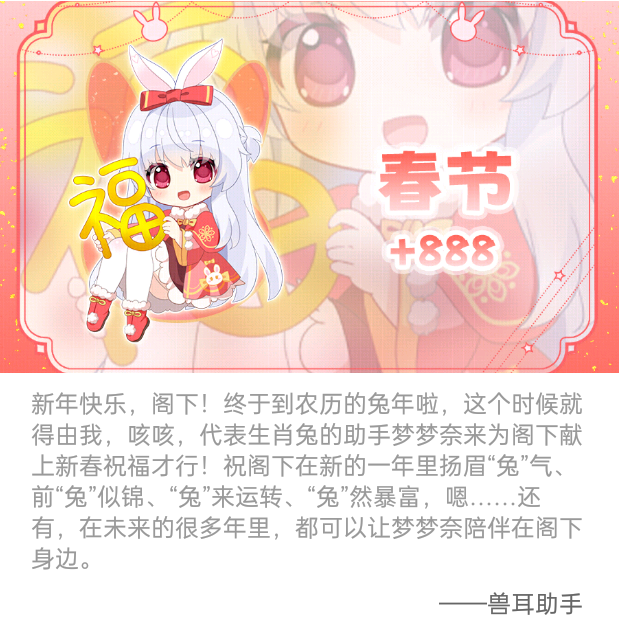 福
春节
+888
新年快乐，阁下！终于到农历的兔年啦，这个时候就
得由我，咳咳，代表生肖兔的助手梦梦奈来为阁下献
上新春祝福才行！祝阁下在新的一年里扬眉“兔”气、
前“兔”似锦、“兔”来运转、“兔”然暴富，嗯……还
有，在未来的很多年里，都可以让梦梦奈陪伴在阁下
身边。
——兽耳助手